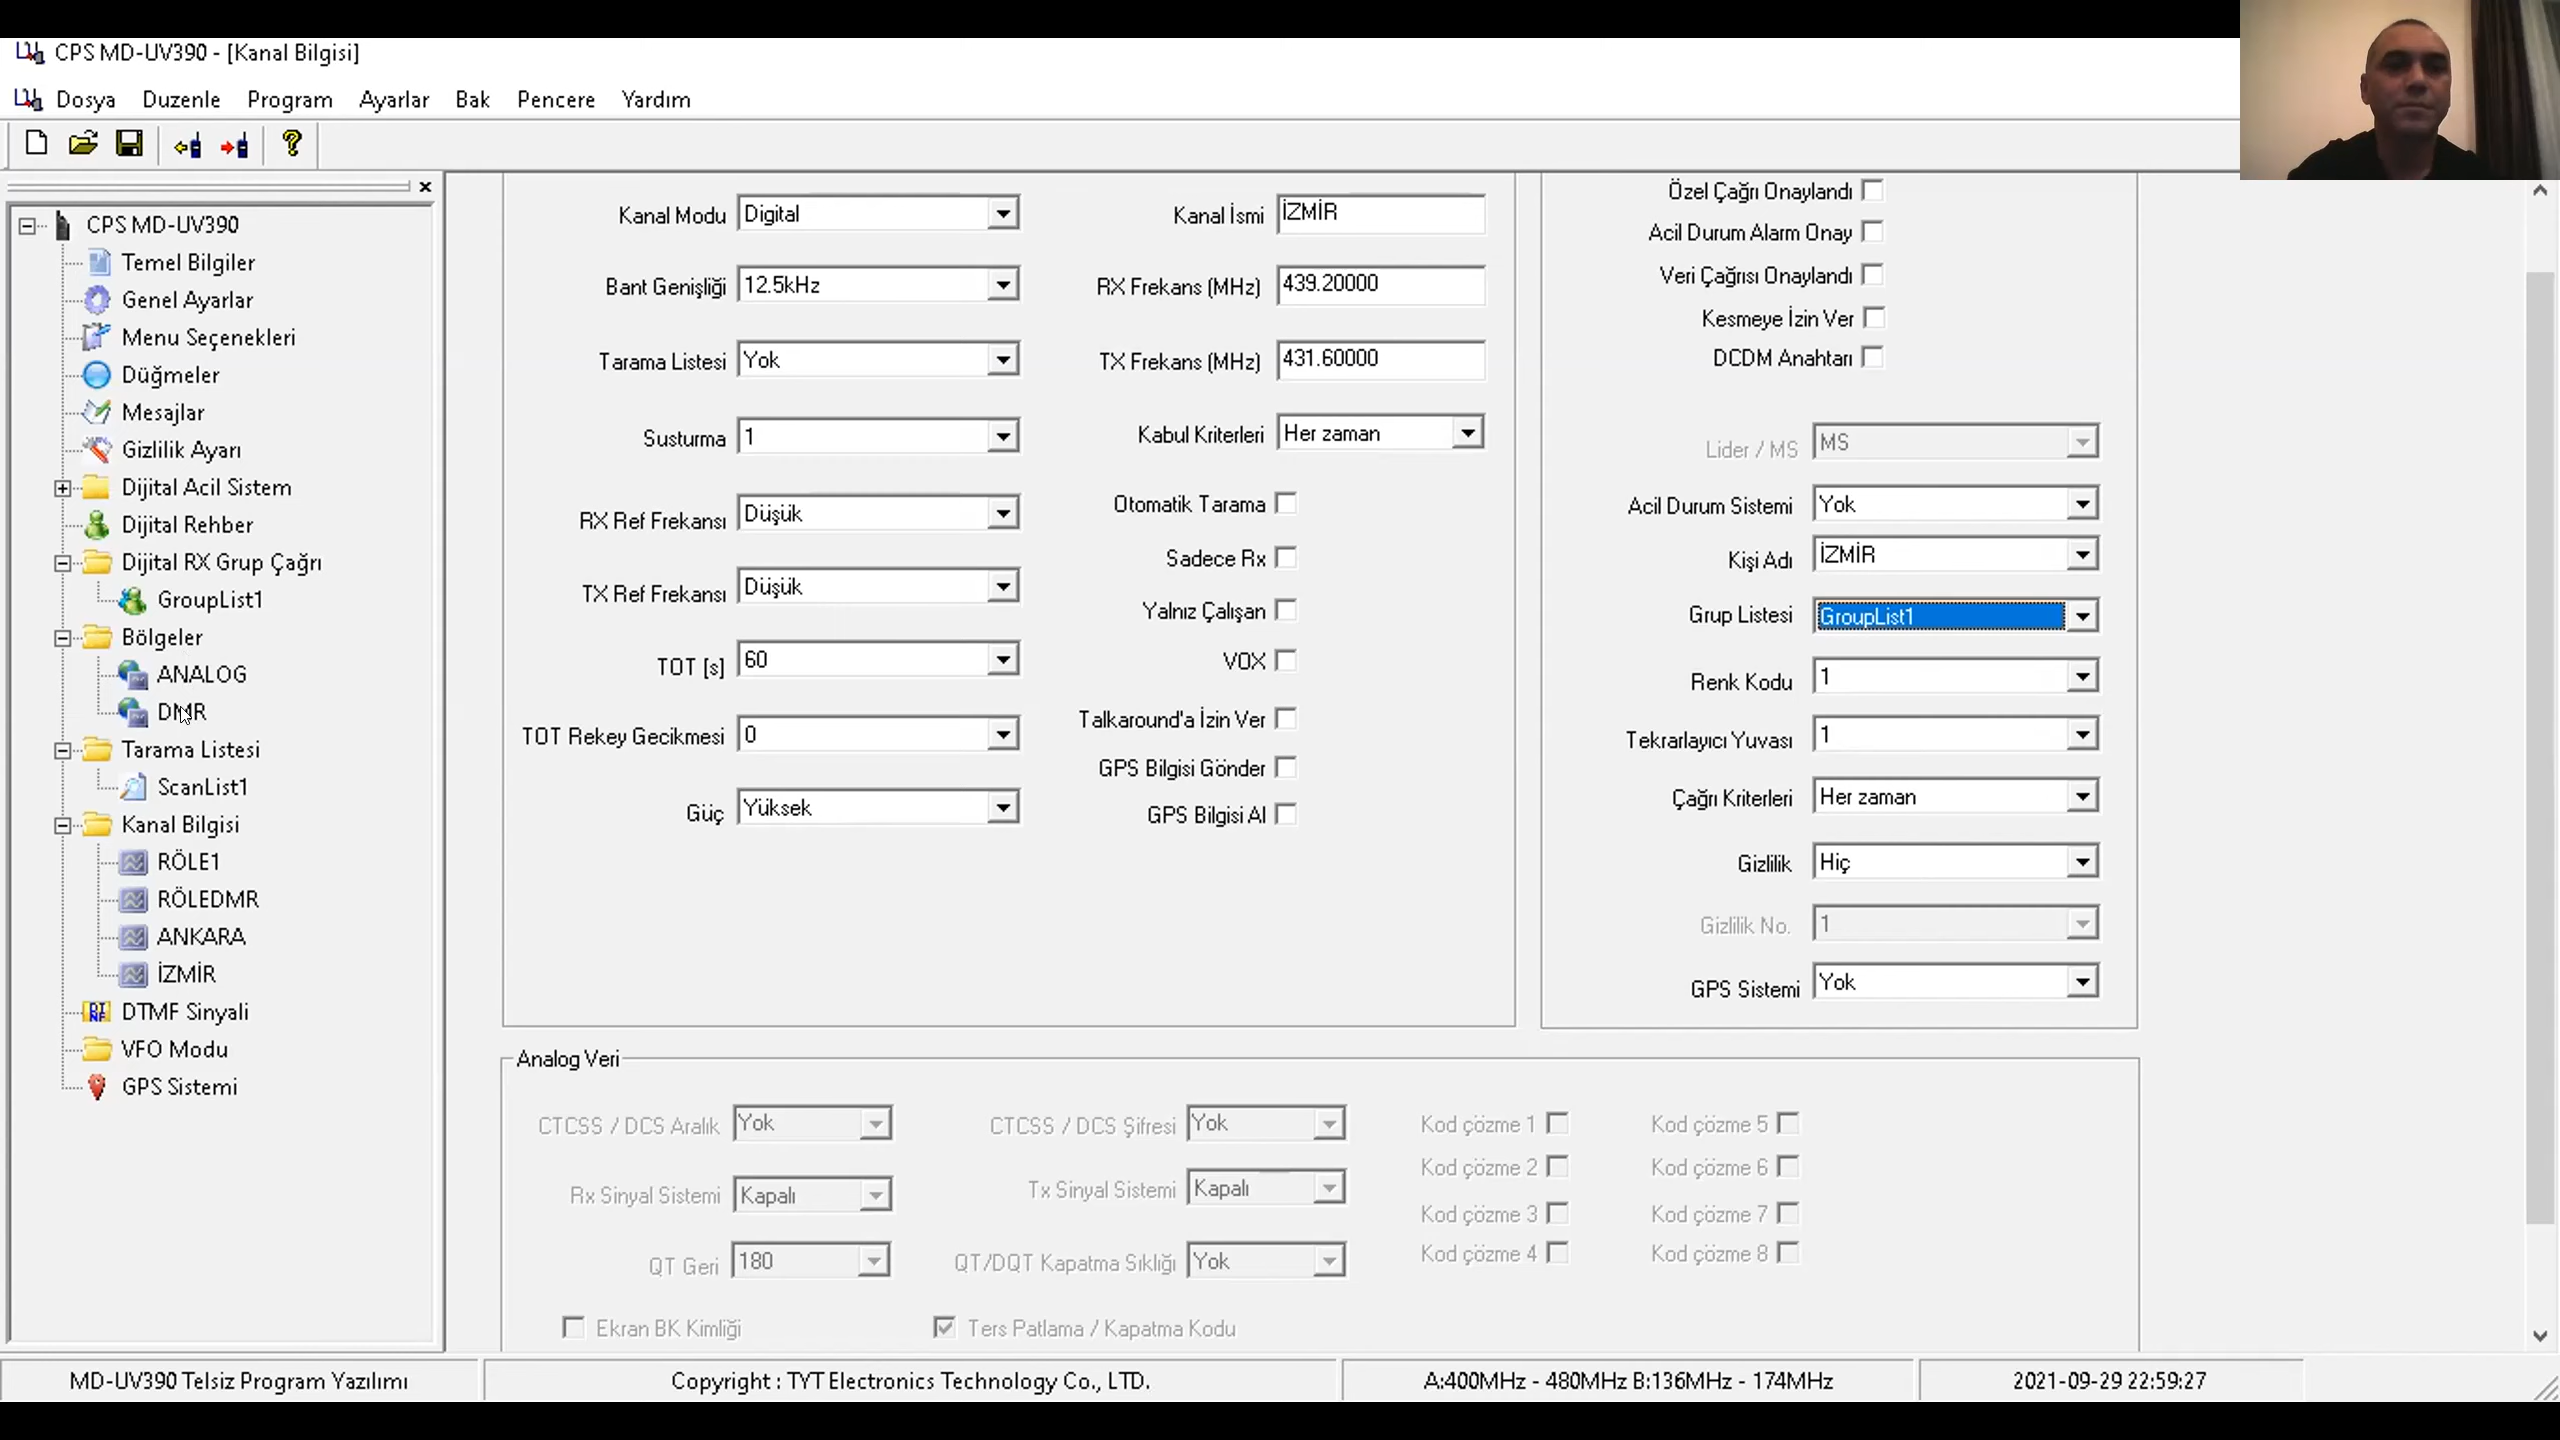 CPS MD-UV390 - [Kanal Bilgisi]
Dosya Duzenle Program Ayarlar Bak Pencere Yardım
CPS MD-UV390
Temel Bilgiler
Genel Ayarlar
Menu Seçenekleri
Düğmeler
Mesajlar
Gizlilik Ayarı
Dijital Acil Sistem
Dijital Rehber
Dijital RX Grup Çağrı
GroupList1
Bölgeler
ANALOG
DMR
Tarama Listesi
ScanList1
Kanal Bilgisi
RÖLE1
RÖLEDMR
ANKARA
İZMİR
DTMF Sinyali
VFO Modu
GPS Sistemi
Kanal Modu Digital
Bant Genişliği 12.5kHz
Tarama Listesi Yok
Susturma 1
RX Ref Frekansı Düşük
TX Ref Frekansı Düşük
TOT [s] 60
TOT Rekey Gecikmesi 0
Güç Yüksek
Kanal İsmi İZMİR
RX Frekans (MHz) 439.20000
TX Frekans (MHz) 431.60000
Kabul Kriterleri Her zaman
Otomatik Tarama
Sadece Rx
Yalnız Çalışan
VOX
Talkaround'a İzin Ver
GPS Bilgisi Gönder
GPS Bilgisi Al
Özel Çağrı Onaylandı
Acil Durum Alarm Onay
Veri Çağrısı Onaylandı
Kesmeye İzin Ver
DCDM Anahtarı
Lider / MS MS
Acil Durum Sistemi Yok
Kişi Adı İZMİR
Grup Listesi GroupList1
Renk Kodu 1
Tekrarlayıcı Yuvası 1
Çağrı Kriterleri Her zaman
Gizlilik Hiç
Gizlilik No. 1
GPS Sistemi Yok
Analog Veri
CTCSS / DCS Aralık Yok CTCSS / DCS Şifresi Yok Kod çözme 1 Kod çözme 5
Kod çözme 2 Kod çözme 6
Rx Sinyal Sistemi Kapalı Tx Sinyal Sistemi Kapalı
Kod çözme 3 Kod çözme 7
QT Geri 180 QT/DQT Kapatma Sıklığı Yok Kod çözme 4 Kod çözme 8
Ekran BK Kimliği Ters Patlama / Kapatma Kodu
MD-UV390 Telsiz Program Yazılımı Copyright : TYT Electronics Technology Co., LTD. A:400MHz - 480MHz B:136MHz - 174MHz 2021-09-29 22:59:27